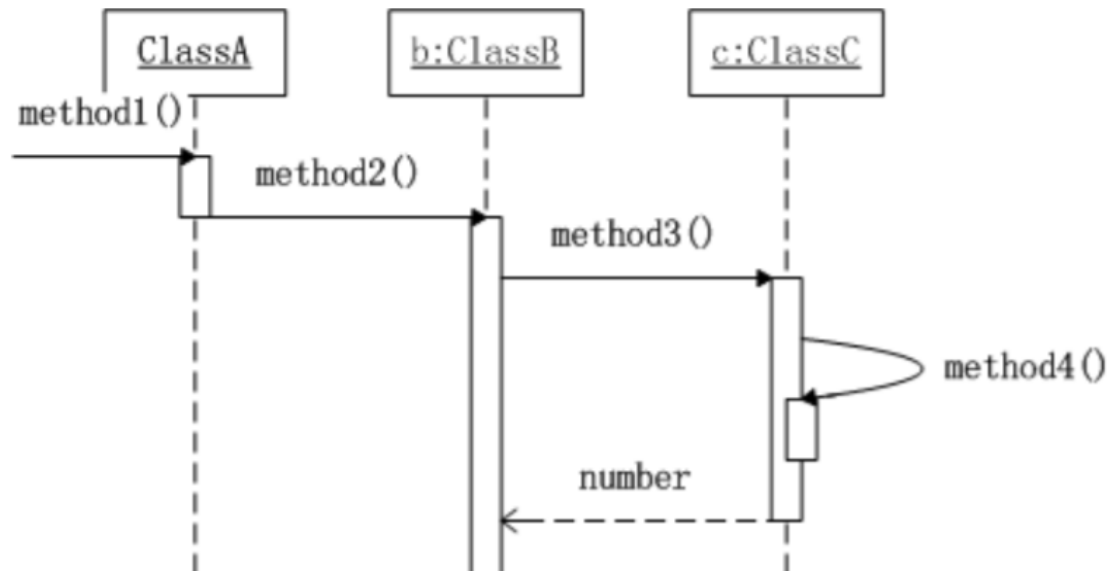 ClassA
b:ClassB
c:ClassC
method1()
method2()
method3()
method4()
number